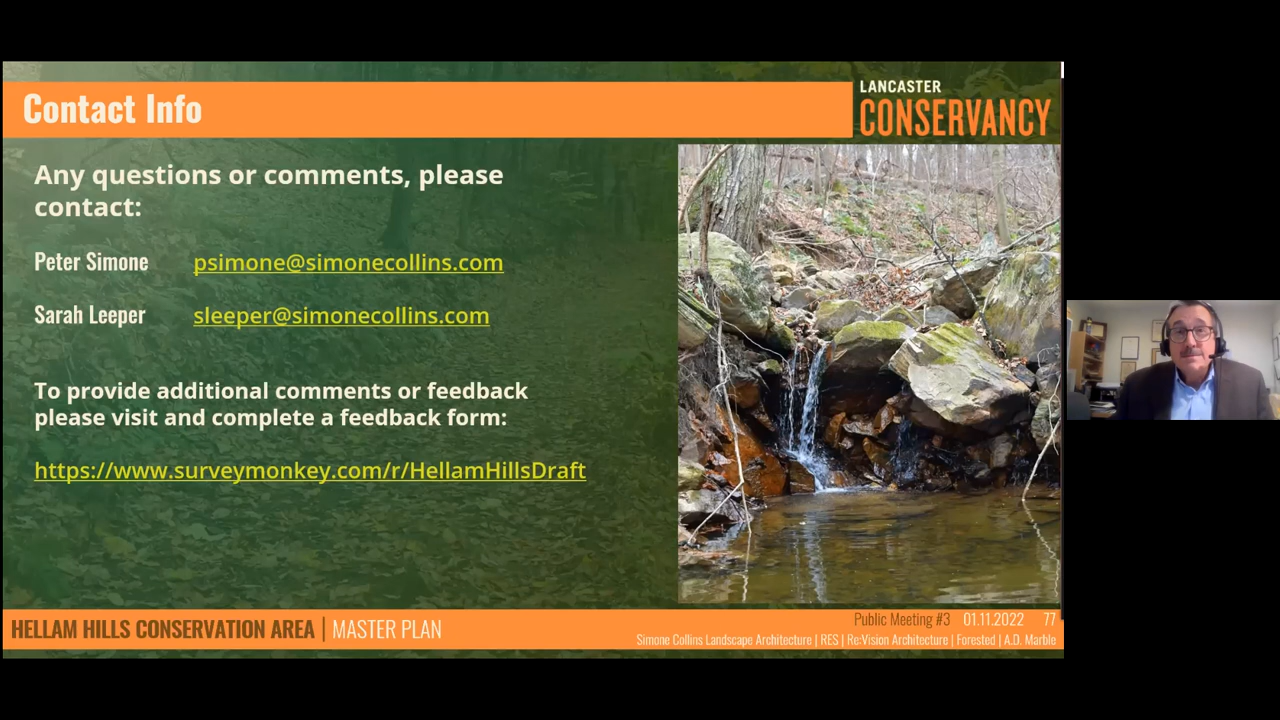 Contact Info
LANCASTER
CONSERVANCY
Any questions or comments, please
contact:
Peter Simone psimone@simonecollins.com
Sarah Leeper sleeper@simonecollins.com
To provide additional comments or feedback
please visit and complete a feedback form:
https://www.surveymonkey.com/r/HellamHillsDraft
HELLAM HILLS CONSERVATION AREA | MASTER PLAN
Public Meeting #3 01.11.2022 77
Simone Collins Landscape Architecture | RES | Re:Vision Architecture | Forested | A.D. Marble